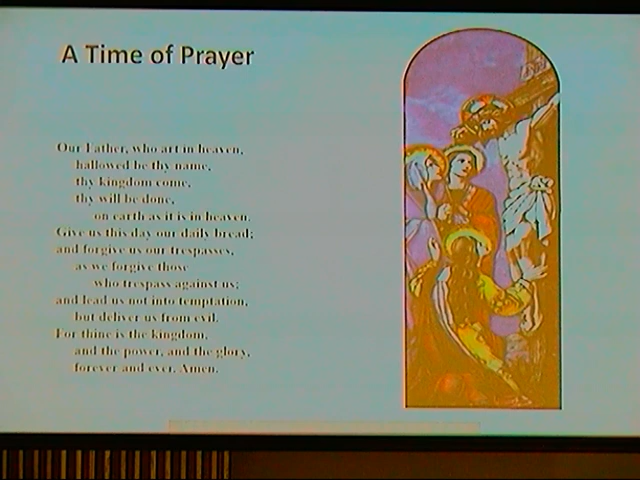 A Time of Prayer
Our Father, who art in heaven,
hallowed be thy name,
thy kingdom come,
thy will be done,
on earth as it is in heaven.
Give us this day our daily bread;
and forgive us our trespasses,
as we forgive those
who trespass against us;
and lead us not into temptation,
but deliver us from evil.
For thine is the kingdom,
and the power, and the glory,
forever and ever. Amen.